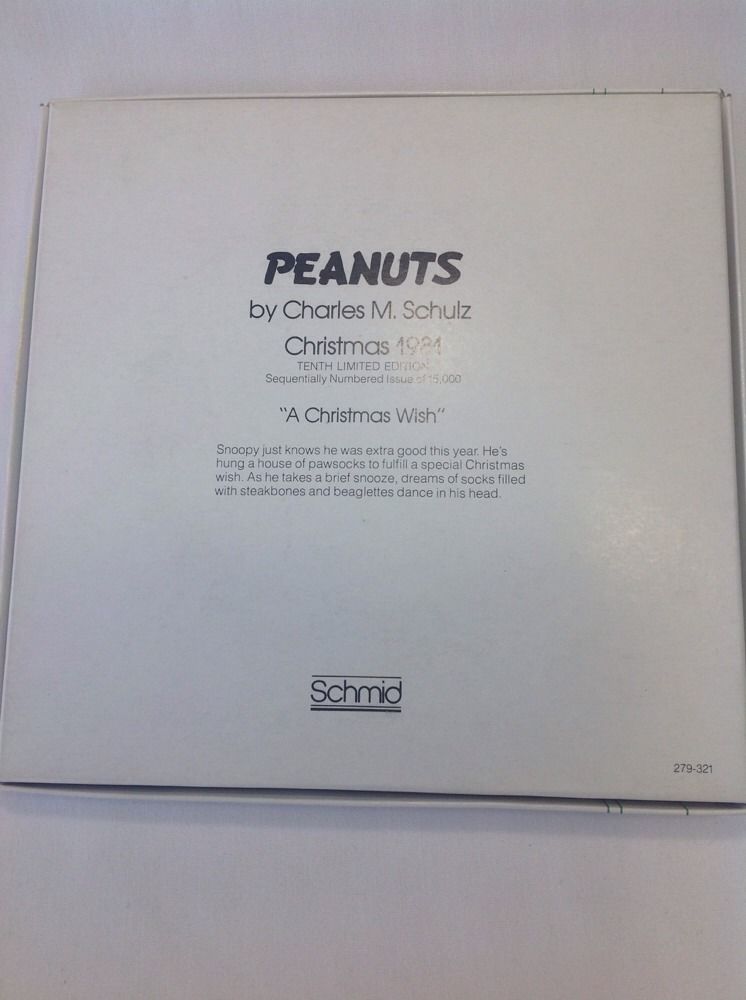 PEANUTS
by Charles M. Schulz
Christmas 1981
TENTH LIMITED EDITION
Sequentially Numbered Issue of 15,000
"A Christmas Wish"
Snoopy just knows he was extra good this year. He's
hung a house of pawsocks to fulfill a special Christmas
wish. As he takes a brief snooze, dreams of socks filled
with steakbones and beaglettes dance in his head.
Schmid
279-321